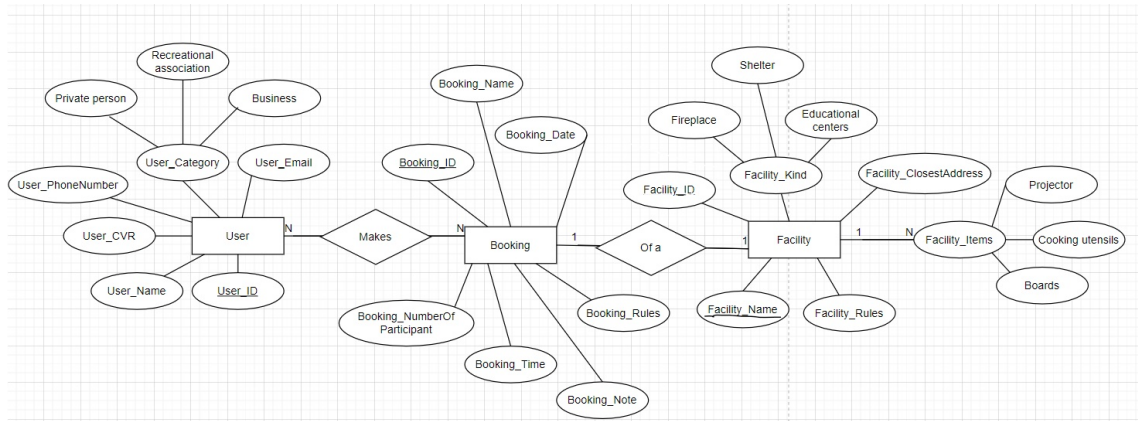 Recreational
association
Private person
Business
User_Category
User_Email
User_PhoneNumber
User_CVR
User_Name
User_ID
User
N
Makes
N
Booking_Name
Booking_Date
Booking_ID
Booking
Booking_NumberOf
Participant
Booking_Time
Booking_Note
Booking_Rules
1
Of a
1
Shelter
Fireplace
Educational
centers
Facility_Kind
Facility_ID
Facility_ClosestAddress
Facility
Facility_Name
Facility_Rules
1
N
Facility_Items
Projector
Cooking utensils
Boards